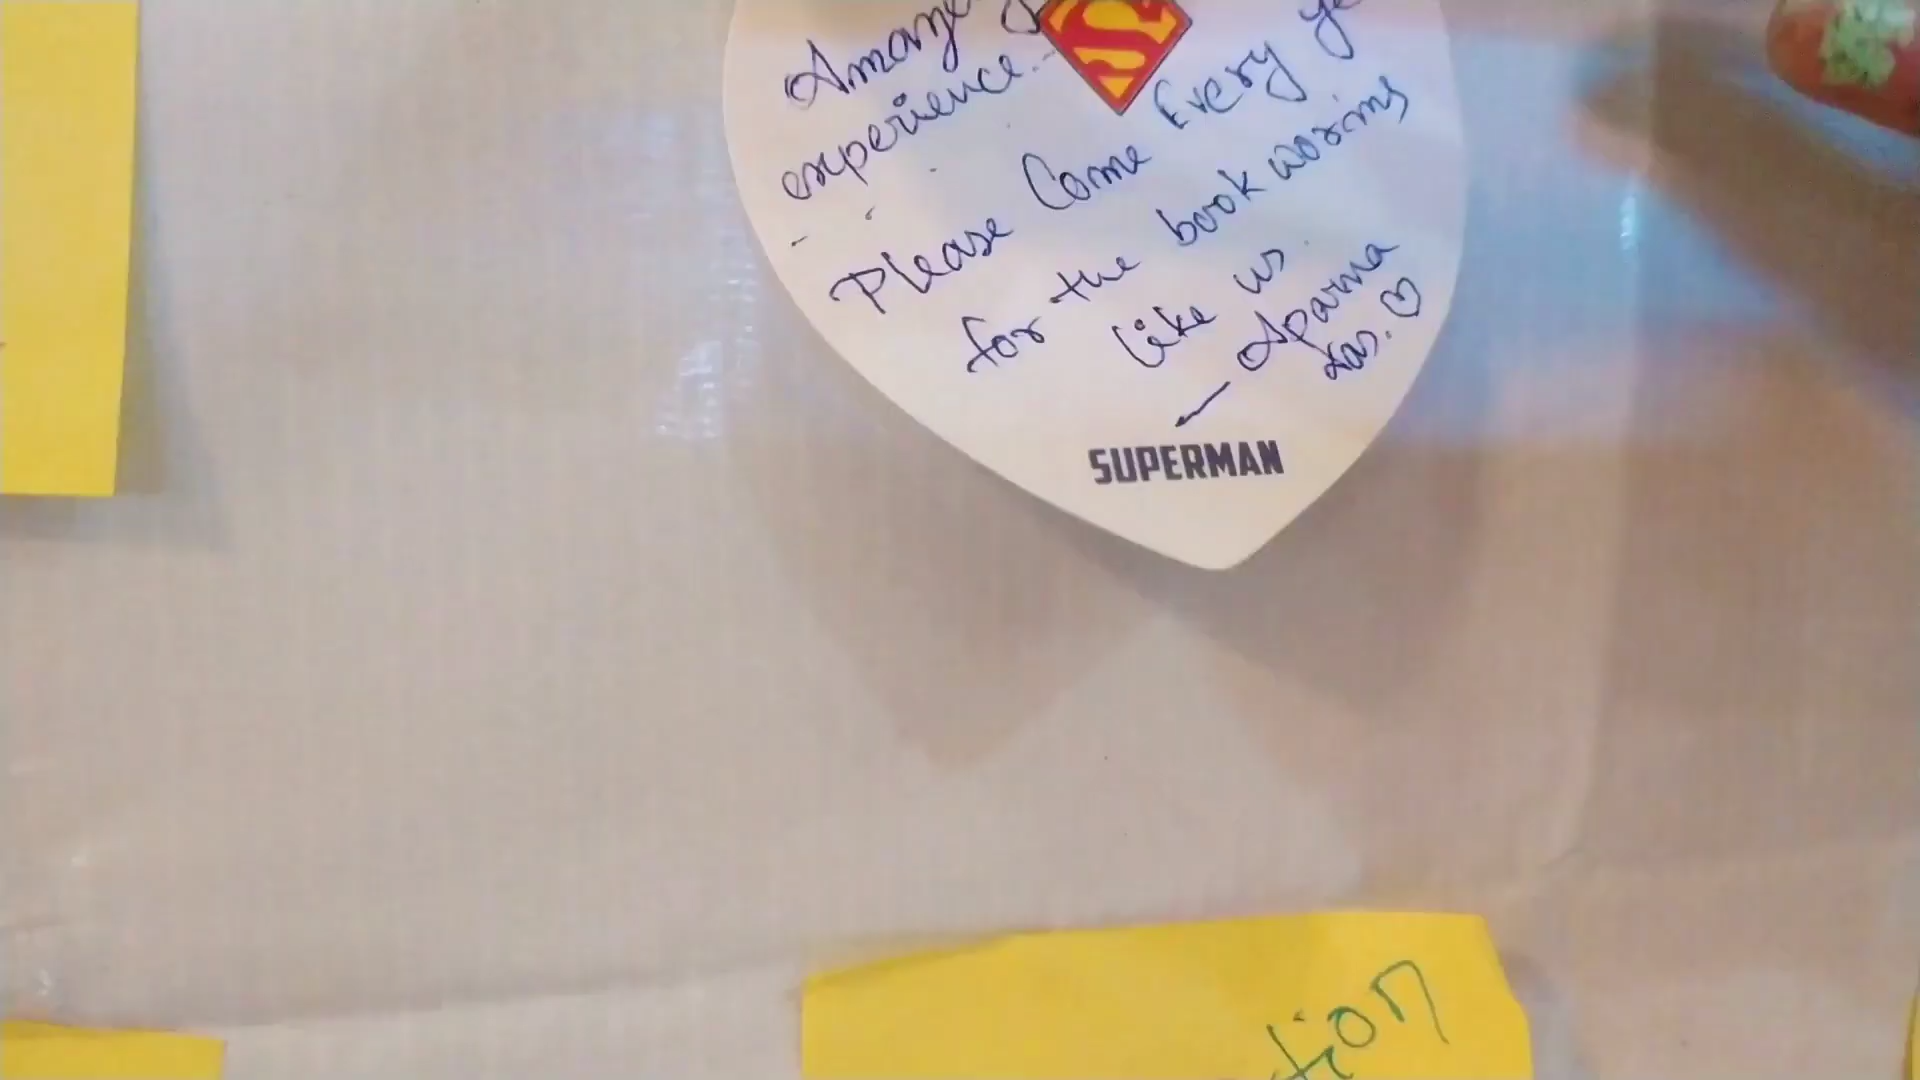 experience.
Please Come Every
for the book worms
like us
— Aparna
Das.
SUPERMAN